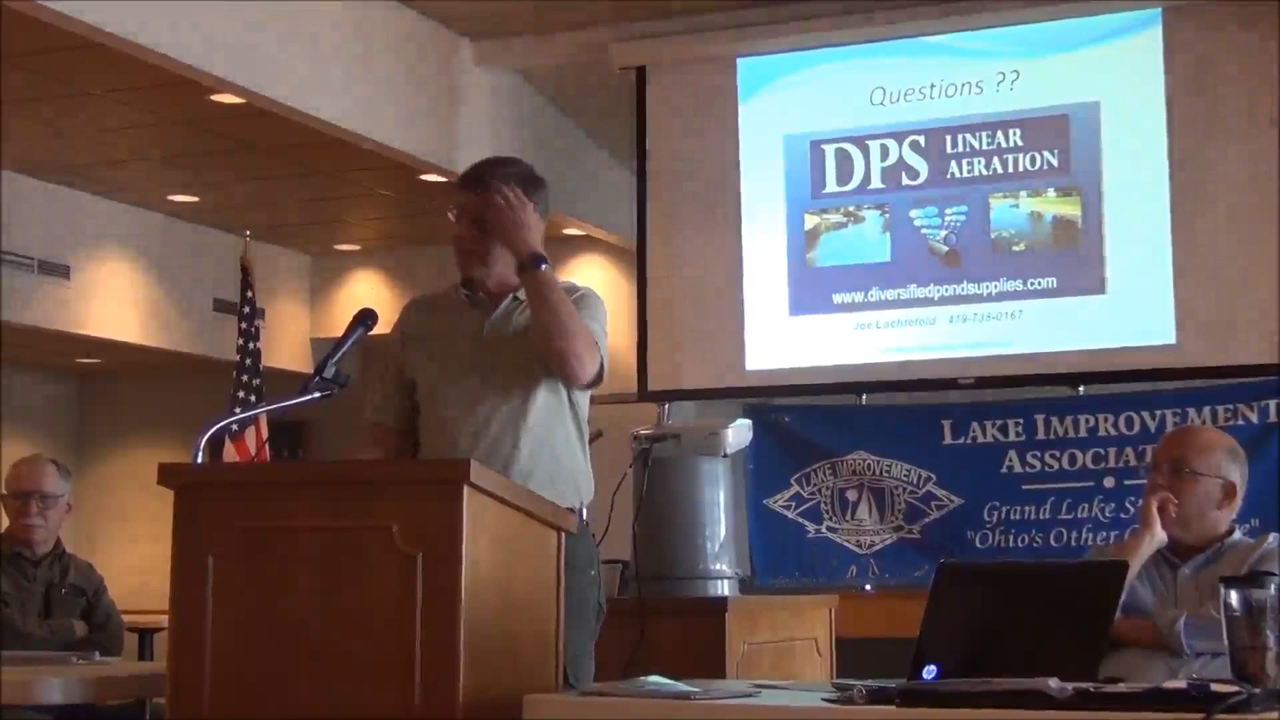 Questions ??
DPS LINEAR
AERATION
www.diversifiedpondsupplies.com
Joe 419-738-0167
LAKE IMPROVEMENT
ASSOCIAT
Grand Lake S
"Ohio's Other
LAKE IMPROVEMENT
ASSOCIATION
hp